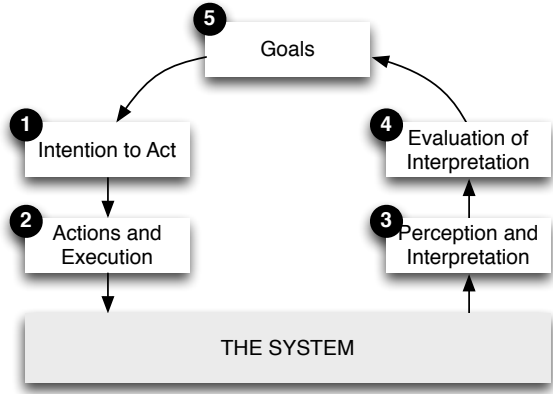 5
Goals
1
Intention to Act
4
Evaluation of
Interpretation
2
Actions and
Execution
3
Perception and
Interpretation
THE SYSTEM